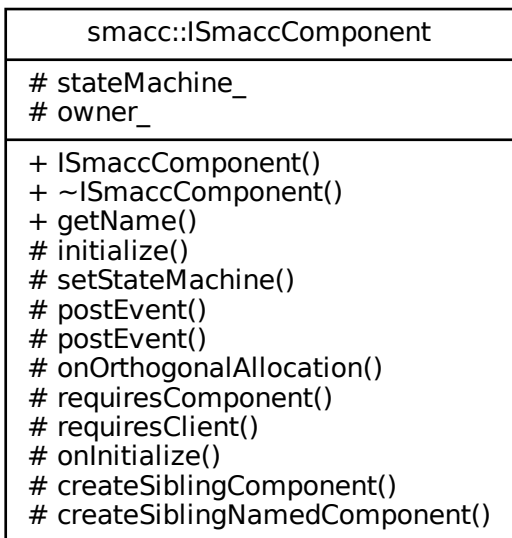 smacc::ISmaccComponent
# stateMachine_
# owner_
+ ISmaccComponent()
+ ~ISmaccComponent()
+ getName()
# initialize()
# setStateMachine()
# postEvent()
# postEvent()
# onOrthogonalAllocation()
# requiresComponent()
# requiresClient()
# onInitialize()
# createSiblingComponent()
# createSiblingNamedComponent()